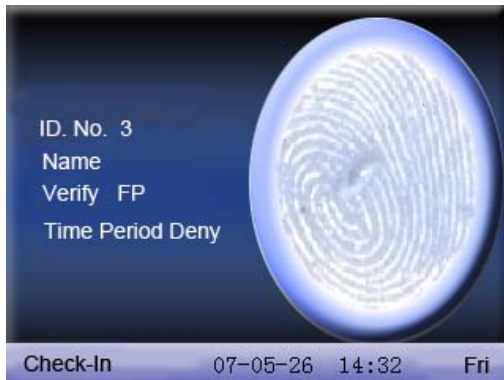 ID. No. 3
Name
Verify FP
Time Period Deny
Check-In 07-05-26 14:32 Fri